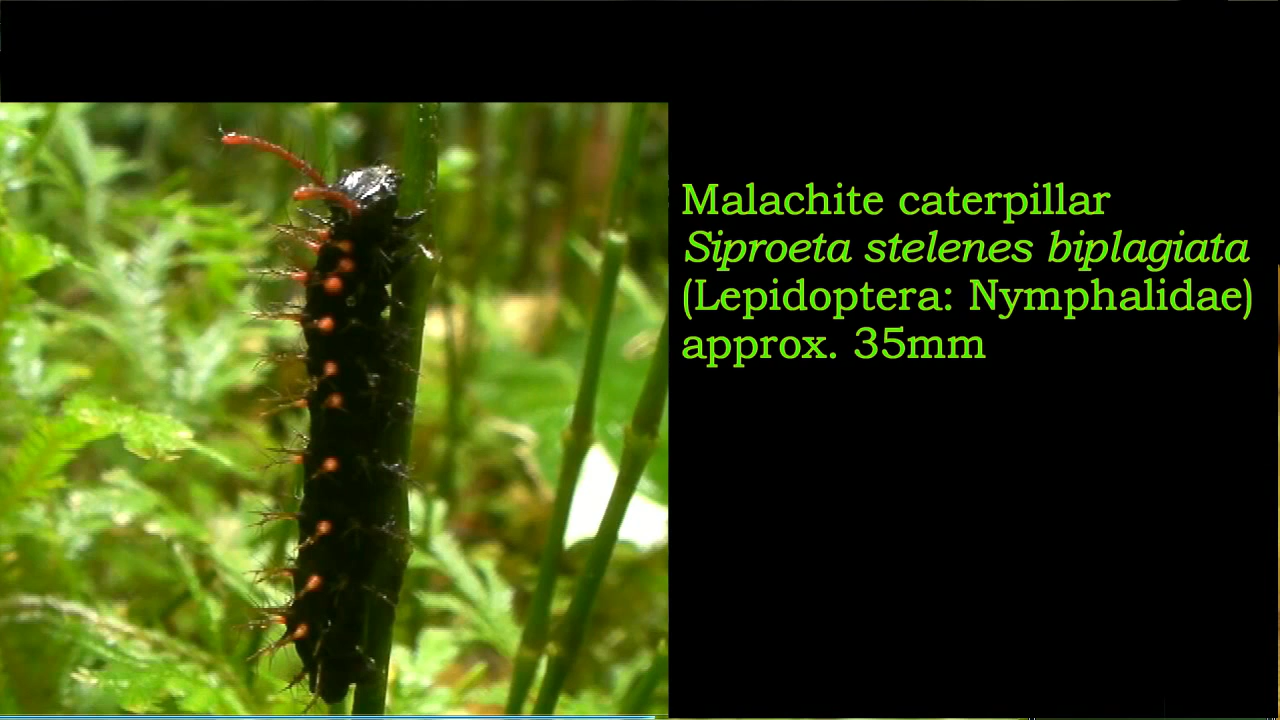 Malachite caterpillar
Siproeta stelenes biplagiata
(Lepidoptera: Nymphalidae)
approx. 35mm